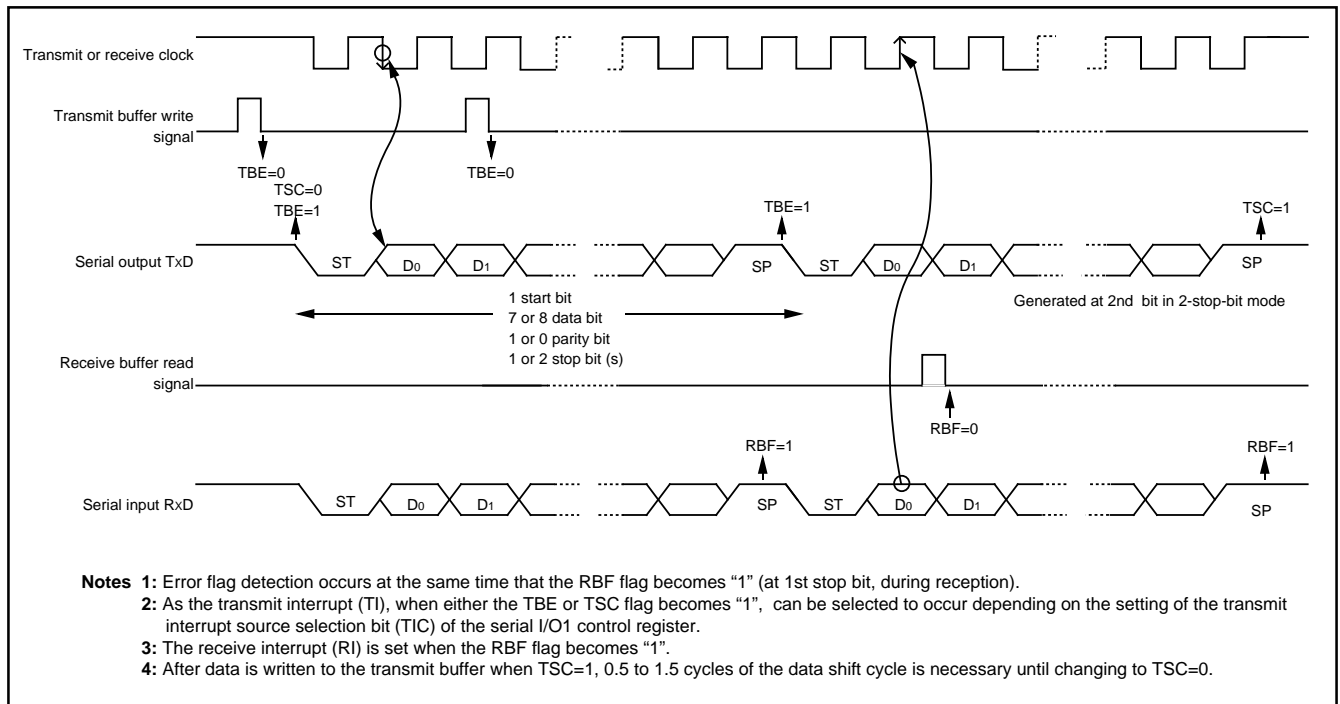 Transmit or receive clock
Transmit buffer write
signal
TBE=0
TBE=0
TSC=0
TBE=1
TBE=1
TSC=1
Serial output TxD
ST
D0
D1
SP
ST
D0
D1
SP
1 start bit
7 or 8 data bit
1 or 0 parity bit
1 or 2 stop bit (s)
Generated at 2nd bit in 2-stop-bit mode
Receive buffer read
signal
RBF=0
RBF=1
RBF=1
Serial input RxD
ST
D0
D1
SP
ST
D0
D1
SP
Notes 1: Error flag detection occurs at the same time that the RBF flag becomes “1” (at 1st stop bit, during reception).
2: As the transmit interrupt (TI), when either the TBE or TSC flag becomes “1”, can be selected to occur depending on the setting of the transmit
interrupt source selection bit (TIC) of the serial I/O1 control register.
3: The receive interrupt (RI) is set when the RBF flag becomes “1”.
4: After data is written to the transmit buffer when TSC=1, 0.5 to 1.5 cycles of the data shift cycle is necessary until changing to TSC=0.